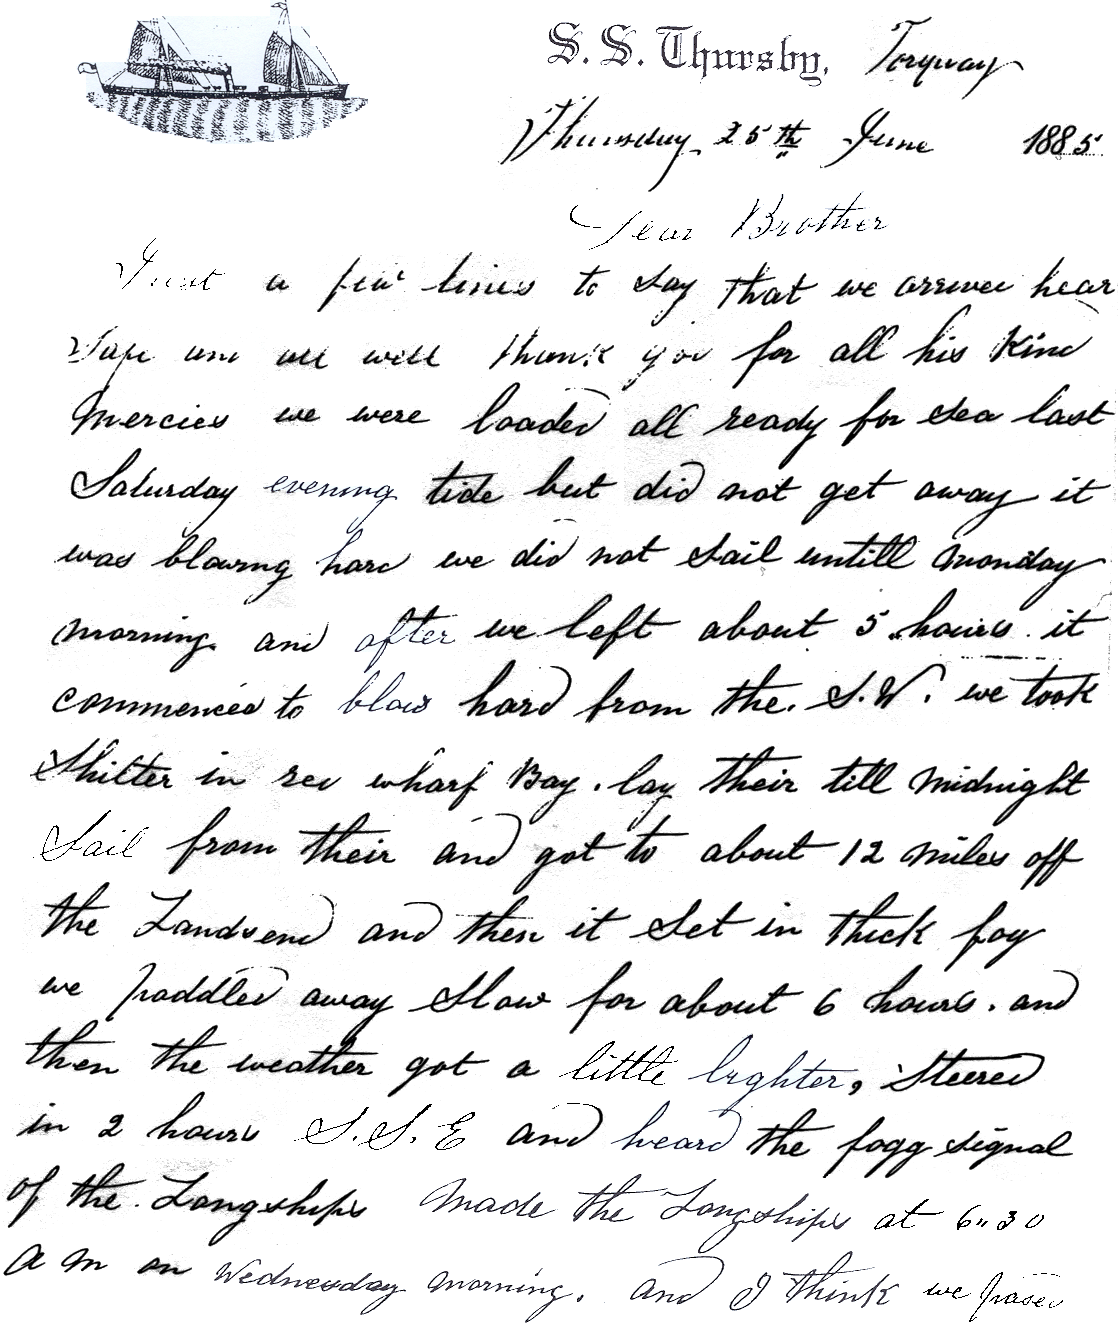 S. S. Thursby, Torquay
Thursday 25th June 1885
Dear Brother
Just a few lines to say that we arrived hear
Safe and all well thank god for all his Kind
Mercies we were loaded all ready for sea last
Saturday evening tide but did not get away it
was blowing hard we did not sail untill monday
morning. and after we left about 5 hours it
commenced to blow hard from the S.W. we took
Shilter in red wharf Bay. lay their till midnight
Sail from their and got to about 12 miles off
the Landsend and then it set in thick fog
we paddled away slow for about 6 hours. and
then the weather got a little lighter, Steered
in 2 hours S.S.E and heard the fogg signal
of the Longships Made the Longships at 6"30
a m on Wednesday morning. and I think we passed